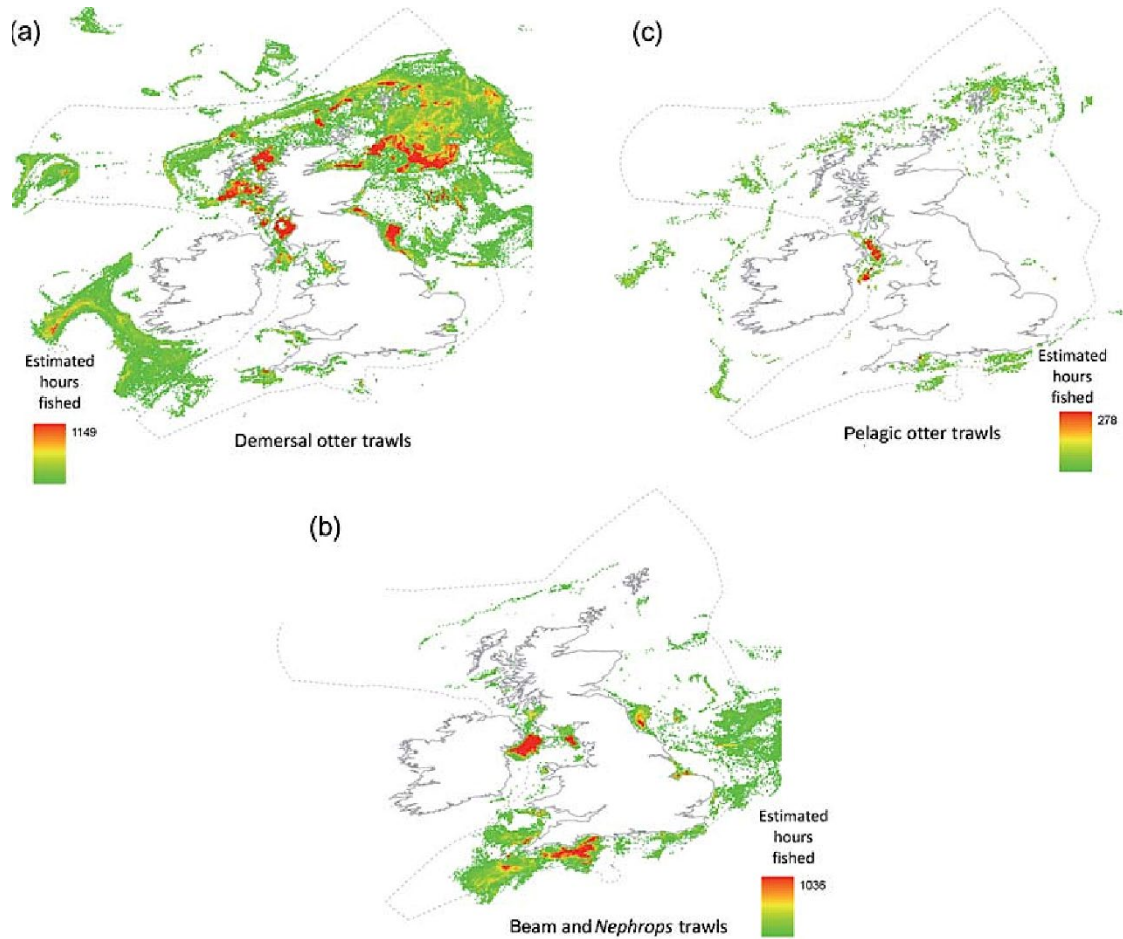 (a)
Estimated
hours
fished
1149
Demersal otter trawls
(c)
Estimated
hours
fished
278
Pelagic otter trawls
(b)
Estimated
hours
fished
1036
Beam and Nephrops trawls